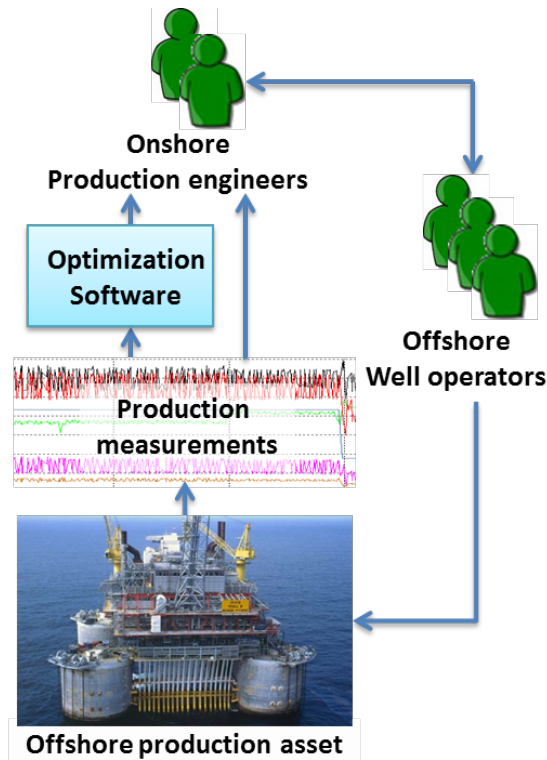 Onshore
Production engineers
Optimization
Software
Offshore
Well operators
Production
measurements
Offshore production asset